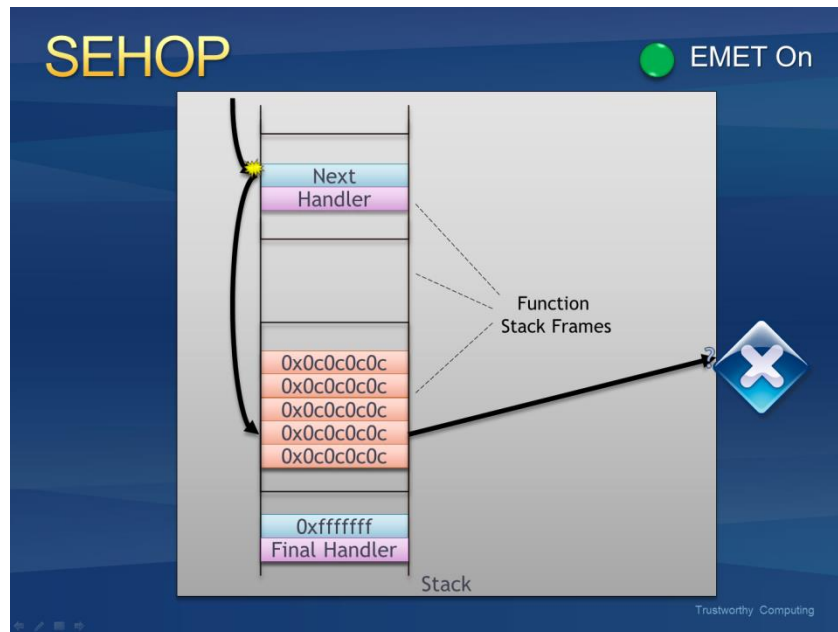 SEHOP
EMET On
Next
Handler
Function
Stack Frames
?
0x0c0c0c0c
0x0c0c0c0c
0x0c0c0c0c
0x0c0c0c0c
0x0c0c0c0c
0xfffffff
Final Handler
Stack
Trustworthy Computing